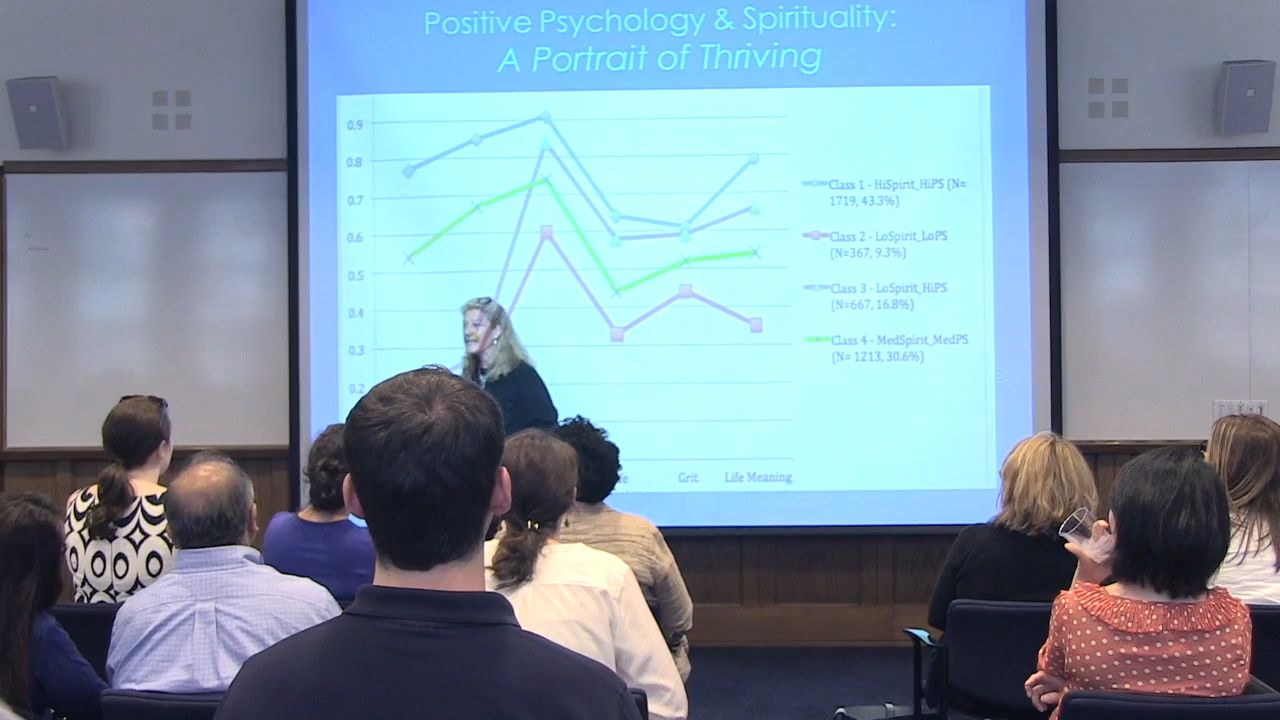 Positive Psychology & Spirituality:
A Portrait of Thriving
0.9
0.8
0.7
0.6
0.5
0.4
0.3
0.2
Class 1 - HiSpirit_HiPS (N=
1719, 43.3%)
Class 2 - LoSpirit_LoPS
(N=367, 9.3%)
Class 3 - LoSpirit_HiPS
(N=667, 16.8%)
Class 4 - MedSpirit_MedPS
(N= 1213, 30.6%)
Grit Life Meaning